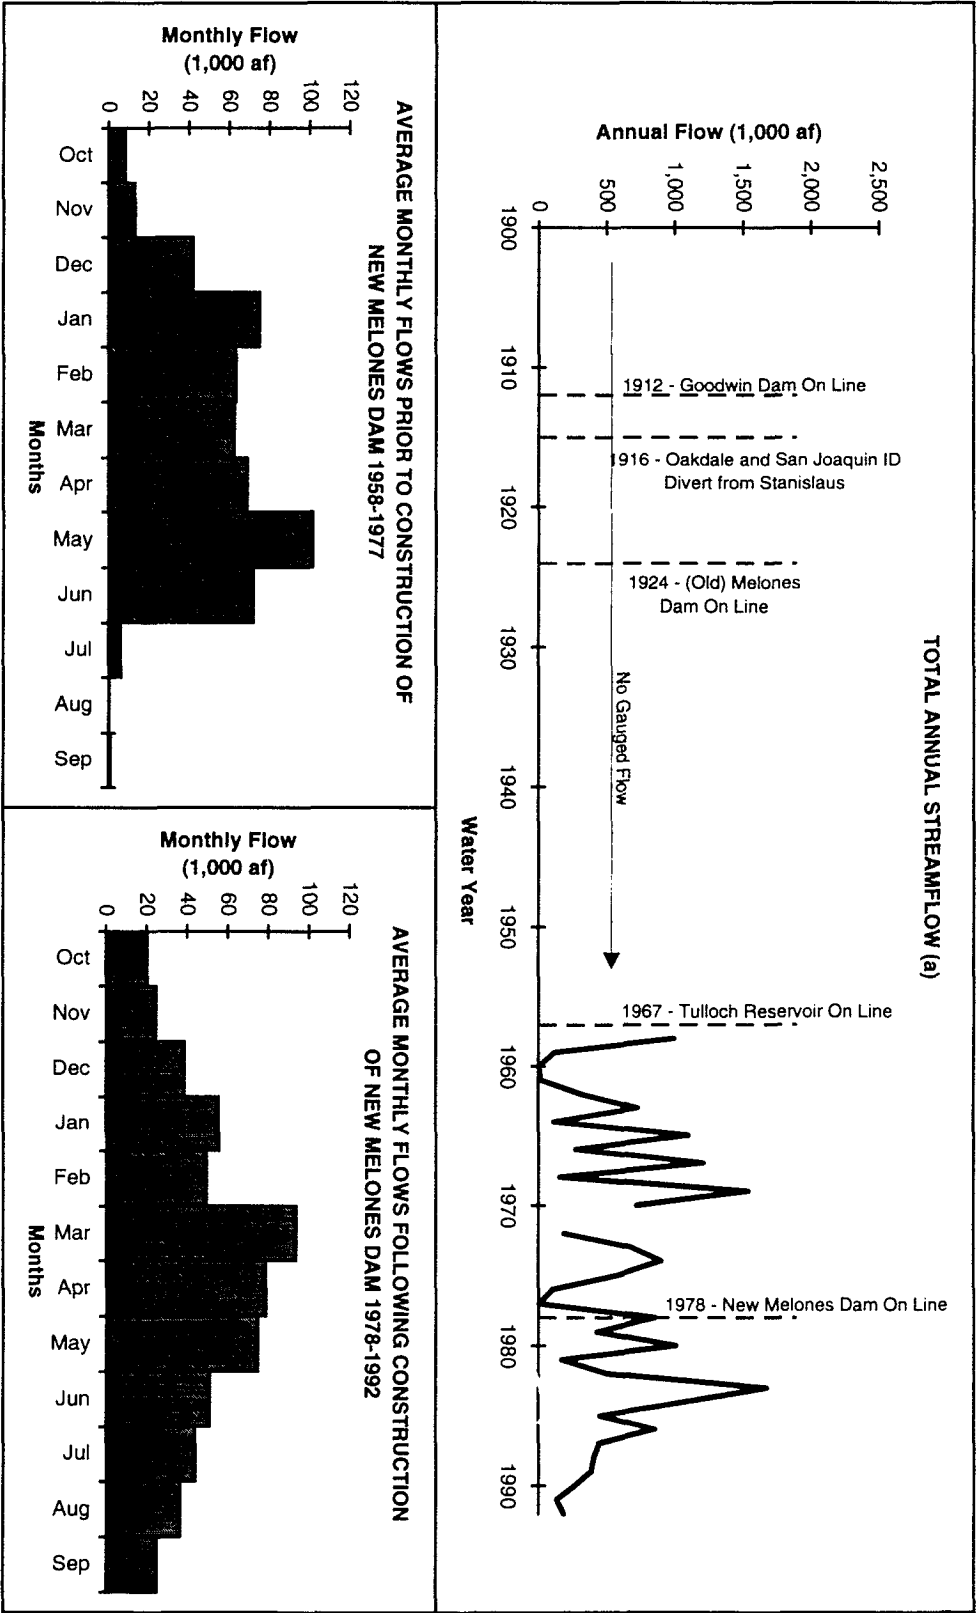 TOTAL ANNUAL STREAMFLOW (a)
Annual Flow (1,000 af)
2,500
2,000
1,500
1,000
500
0
1912 - Goodwin Dam On Line
1916 - Oakdale and San Joaquin ID
Divert from Stanislaus
1924 - (Old) Melones
Dam On Line
No Gauged Flow
1967 - Tulloch Reservoir On Line
1978 - New Melones Dam On Line
1900 1910 1920 1930 1940 1950 1960 1970 1980 1990
Water Year
AVERAGE MONTHLY FLOWS PRIOR TO CONSTRUCTION OF
NEW MELONES DAM 1958-1977
Monthly Flow
(1,000 af)
120
100
80
60
40
20
0
Oct Nov Dec Jan Feb Mar Apr May Jun Jul Aug Sep
Months
AVERAGE MONTHLY FLOWS FOLLOWING CONSTRUCTION
OF NEW MELONES DAM 1978-1992
Monthly Flow
(1,000 af)
120
100
80
60
40
20
0
Oct Nov Dec Jan Feb Mar Apr May Jun Jul Aug Sep
Months